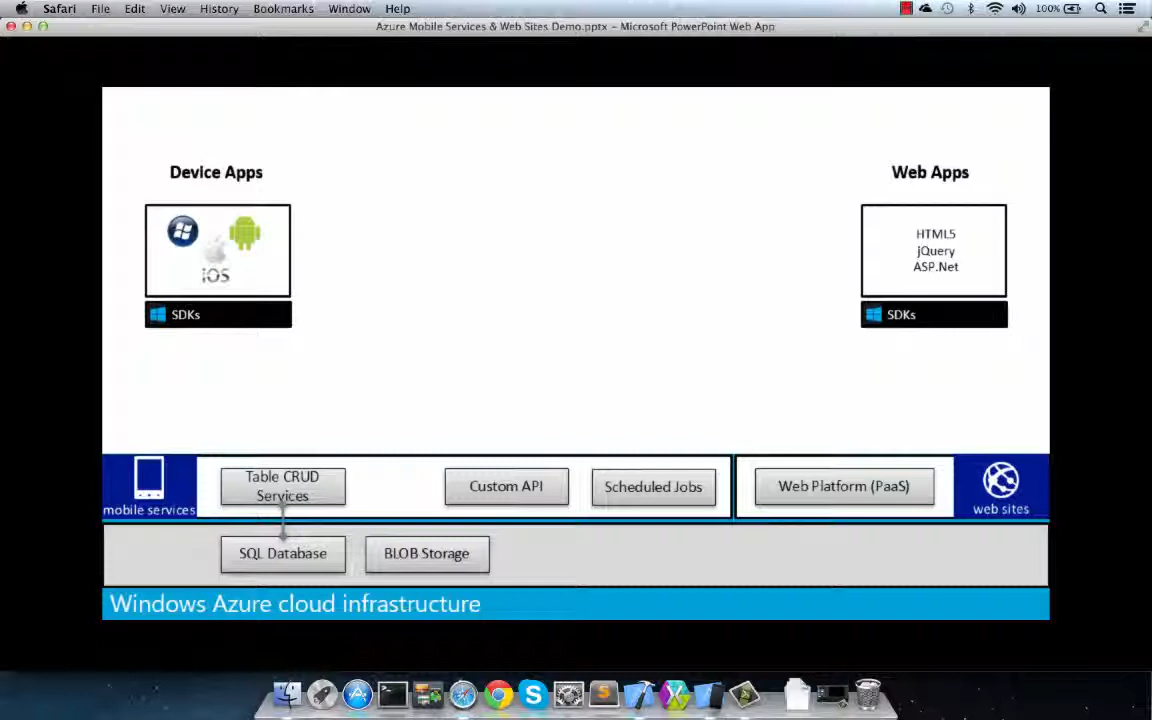 Safari File Edit View History Bookmarks Window Help 100%
Azure Mobile Services & Web Sites Demo.pptx – Microsoft PowerPoint Web App
Device Apps
Web Apps
iOS
HTML5
jQuery
ASP.Net
SDKs
SDKs
mobile services
Table CRUD
Services
Custom API
Scheduled Jobs
Web Platform (PaaS)
web sites
SQL Database
BLOB Storage
Windows Azure cloud infrastructure